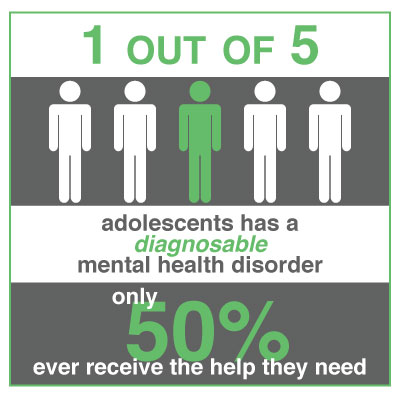 1 OUT OF 5
adolescents has a
diagnosable
mental health disorder
only
50%
ever receive the help they need